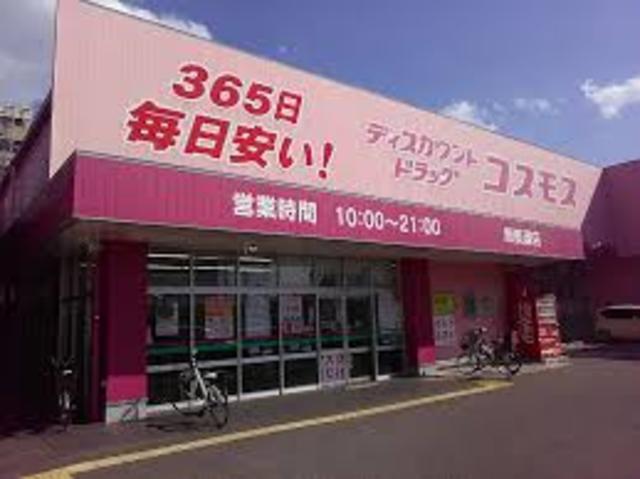 365日
毎日安い!
ディスカウント
ドラッグ
コスモス
営業時間 10:00~21:00